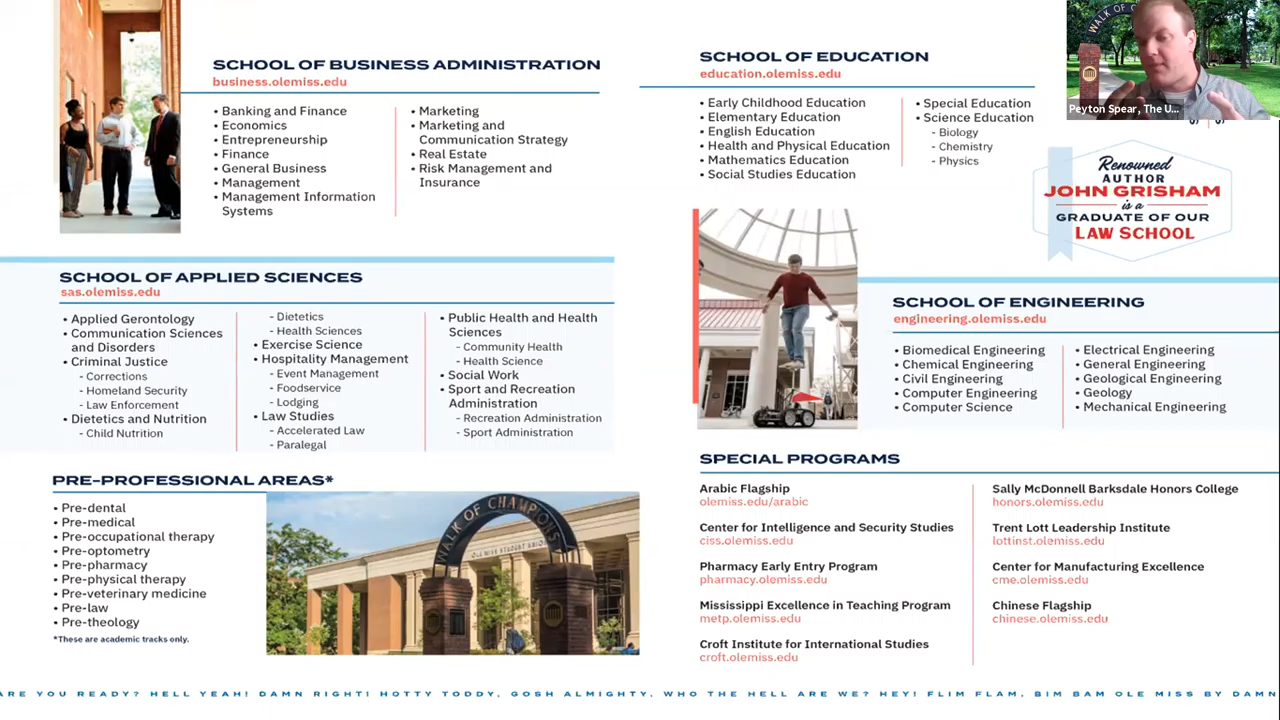 SCHOOL OF BUSINESS ADMINISTRATION
business.olemiss.edu
• Banking and Finance
• Economics
• Entrepreneurship
• Finance
• General Business
• Management
• Management Information
Systems
• Marketing
• Marketing and
Communication Strategy
• Real Estate
• Risk Management and
Insurance
SCHOOL OF EDUCATION
education.olemiss.edu
• Early Childhood Education
• Elementary Education
• English Education
• Health and Physical Education
• Mathematics Education
• Social Studies Education
• Special Education
• Science Education
- Biology
- Chemistry
- Physics
WALK OF C
Peyton Spear, The U...
Renowned
AUTHOR
JOHN GRISHAM
is a
GRADUATE OF OUR
LAW SCHOOL
SCHOOL OF APPLIED SCIENCES
sas.olemiss.edu
• Applied Gerontology
• Communication Sciences
and Disorders
• Criminal Justice
- Corrections
- Homeland Security
- Law Enforcement
• Dietetics and Nutrition
- Child Nutrition
- Dietetics
- Health Sciences
• Exercise Science
• Hospitality Management
- Event Management
- Foodservice
- Lodging
• Law Studies
- Accelerated Law
- Paralegal
• Public Health and Health
Sciences
- Community Health
- Health Science
• Social Work
• Sport and Recreation
Administration
- Recreation Administration
- Sport Administration
SCHOOL OF ENGINEERING
engineering.olemiss.edu
• Biomedical Engineering
• Chemical Engineering
• Civil Engineering
• Computer Engineering
• Computer Science
• Electrical Engineering
• General Engineering
• Geological Engineering
• Geology
• Mechanical Engineering
PRE-PROFESSIONAL AREAS*
• Pre-dental
• Pre-medical
• Pre-occupational therapy
• Pre-optometry
• Pre-pharmacy
• Pre-physical therapy
• Pre-veterinary medicine
• Pre-law
• Pre-theology
*These are academic tracks only.
WALK OF CHAMPIONS
OLE MISS STUDENT UNION
SPECIAL PROGRAMS
Arabic Flagship
olemiss.edu/arabic
Center for Intelligence and Security Studies
ciss.olemiss.edu
Pharmacy Early Entry Program
pharmacy.olemiss.edu
Mississippi Excellence in Teaching Program
metp.olemiss.edu
Croft Institute for International Studies
croft.olemiss.edu
Sally McDonnell Barksdale Honors College
honors.olemiss.edu
Trent Lott Leadership Institute
lottinst.olemiss.edu
Center for Manufacturing Excellence
cme.olemiss.edu
Chinese Flagship
chinese.olemiss.edu
ARE YOU READY? HELL YEAH! DAMN RIGHT! HOTTY TODDY, GOSH ALMIGHTY, WHO THE HELL ARE WE? HEY! FLIM FLAM, BIM BAM OLE MISS BY DAMN